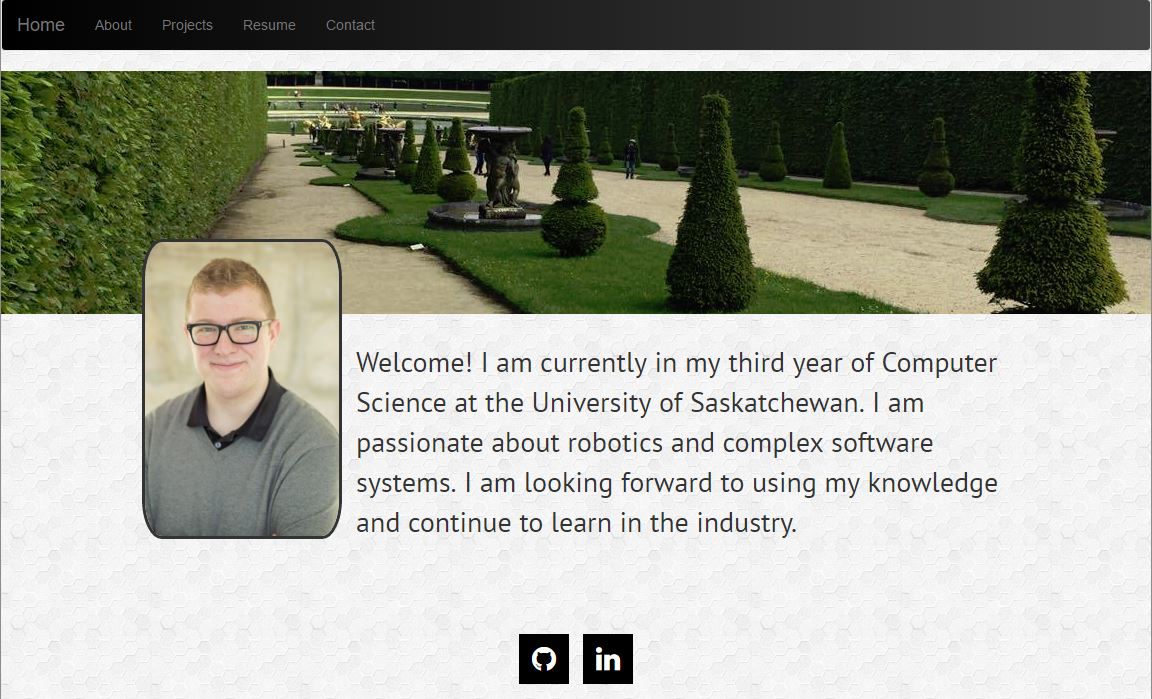 Home About Projects Resume Contact
Welcome! I am currently in my third year of Computer
Science at the University of Saskatchewan. I am
passionate about robotics and complex software
systems. I am looking forward to using my knowledge
and continue to learn in the industry.
in